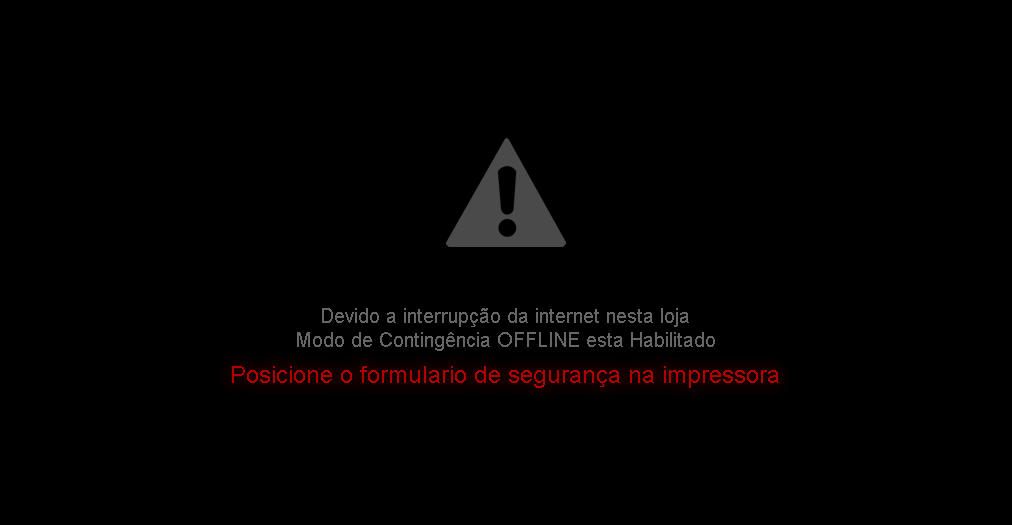 Devido a interrupção da internet nesta loja
Modo de Contingência OFFLINE esta Habilitado
Posicione o formulario de segurança na impressora